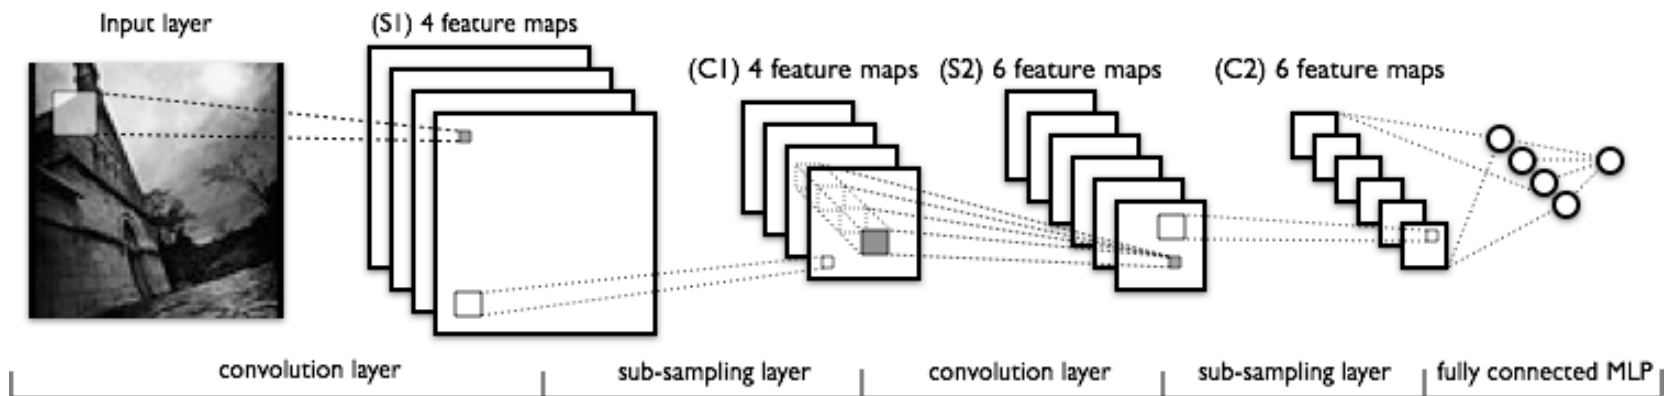 Input layer
(S1) 4 feature maps
(C1) 4 feature maps
(S2) 6 feature maps
(C2) 6 feature maps
convolution layer
sub-sampling layer
convolution layer
sub-sampling layer
fully connected MLP